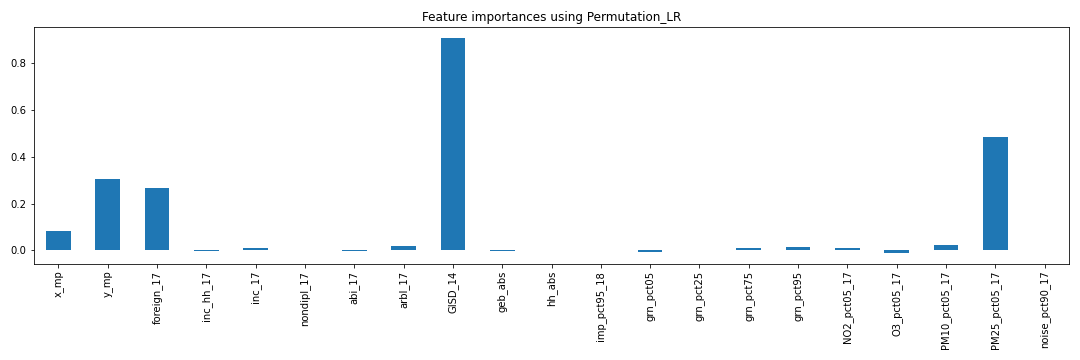 Feature importances using Permutation_LR
0.8
0.6
0.4
0.2
0.0
x_mp
y_mp
foreign_17
inc_hh_17
inc_17
nondipl_17
abi_17
arbl_17
GISD_14
geb_abs
hh_abs
imp_pct95_18
grn_pct05
grn_pct25
grn_pct75
grn_pct95
NO2_pct05_17
O3_pct05_17
PM10_pct05_17
PM25_pct05_17
noise_pct90_17